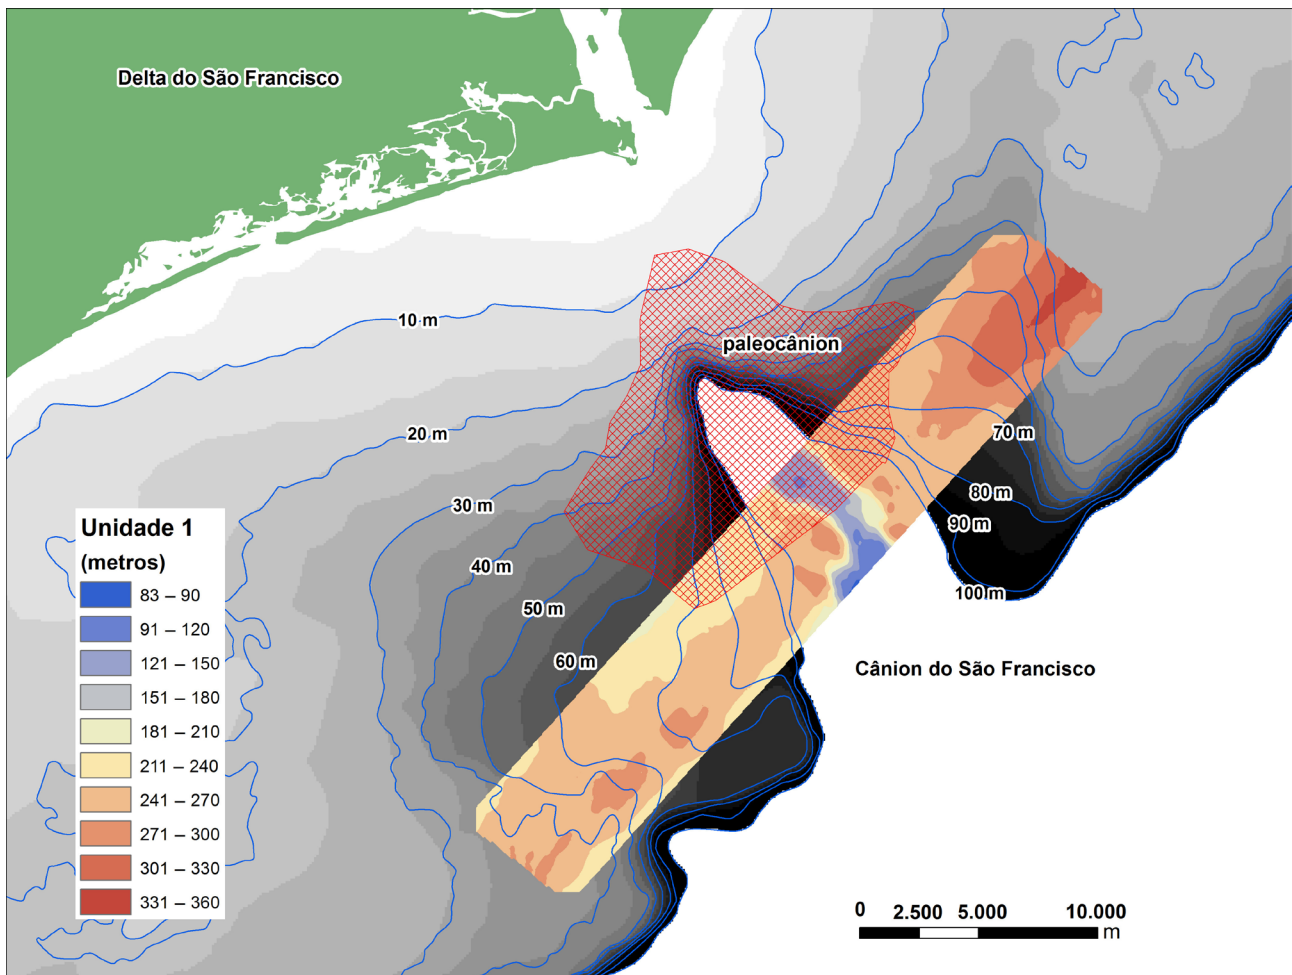 Delta do São Francisco
10 m
paleocânion
20 m
70 m
30 m
80 m
90 m
40 m
100 m
50 m
60 m
Cânion do São Francisco
Unidade 1
(metros)
83 – 90
91 – 120
121 – 150
151 – 180
181 – 210
211 – 240
241 – 270
271 – 300
301 – 330
331 – 360
0 2.500 5.000 10.000
m